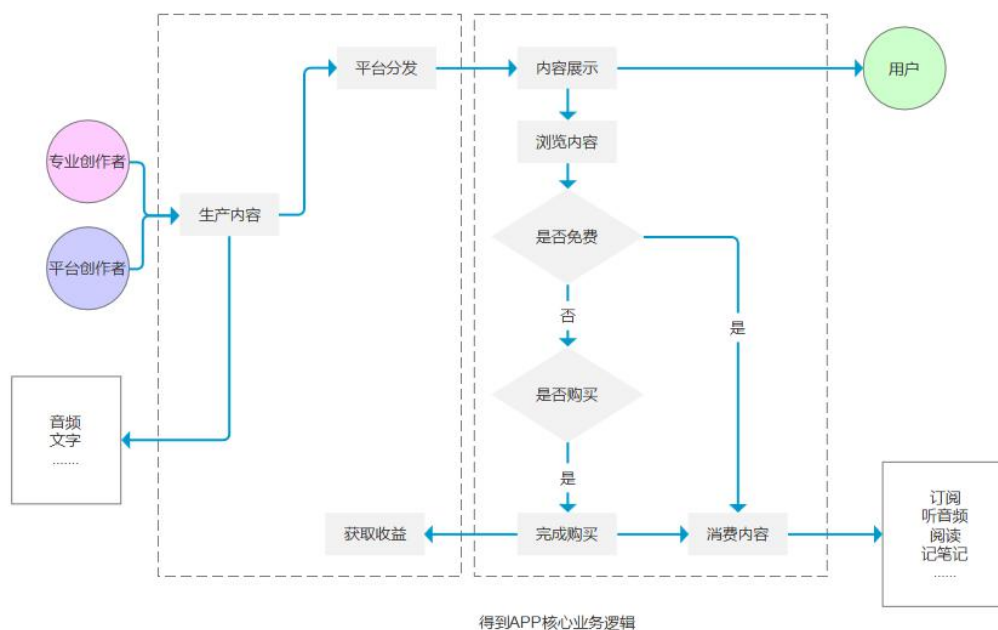 平台分发
内容展示
用户
浏览内容
专业创作者
生产内容
是否免费
平台创作者
否
是
是否购买
音频
文字
.......
是
订阅
听音频
阅读
记笔记
......
获取收益
完成购买
消费内容
得到APP核心业务逻辑